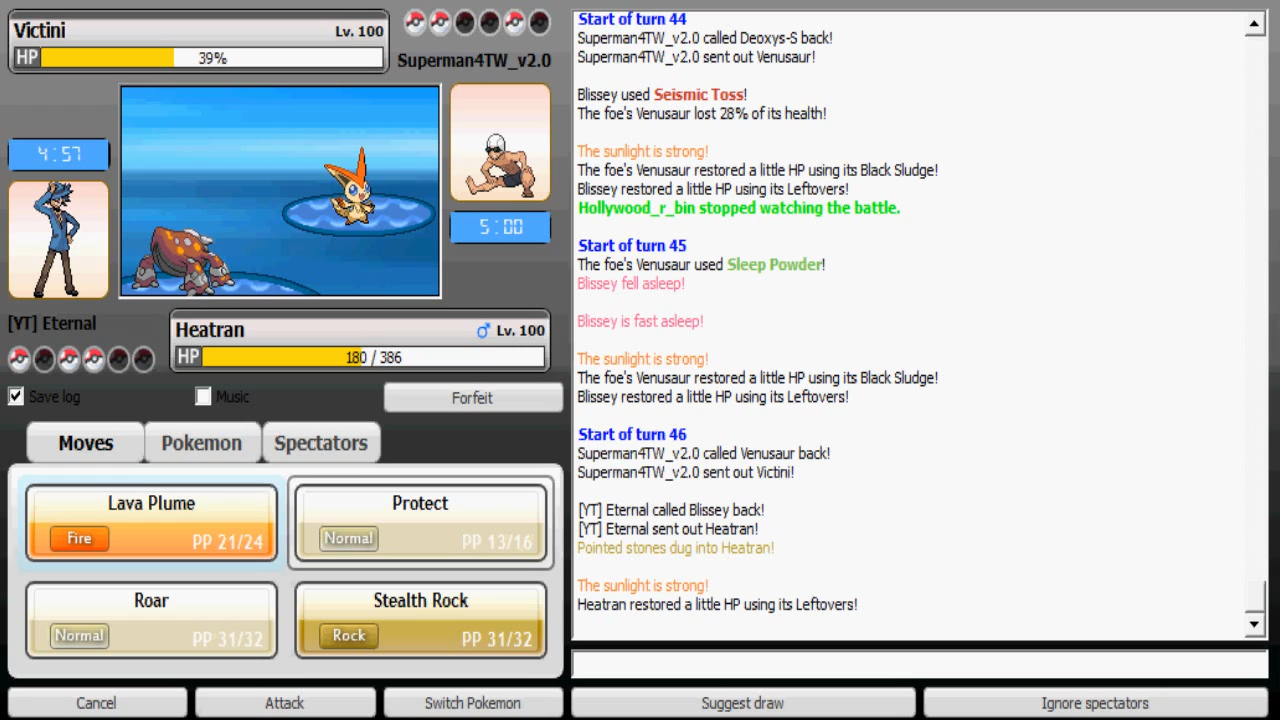 Victini
Lv. 100
HP
39%
Superman4TW_v2.0
4:57
5:00
[YT] Eternal
Heatran
♂ Lv. 100
HP
180 / 386
Save log
Music
Forfeit
Moves
Pokemon
Spectators
Lava Plume
Fire
PP 21/24
Protect
Normal
PP 13/16
Roar
Normal
PP 31/32
Stealth Rock
Rock
PP 31/32
Cancel
Attack
Switch Pokemon
Start of turn 44
Superman4TW_v2.0 called Deoxys-S back!
Superman4TW_v2.0 sent out Venusaur!
Blissey used Seismic Toss!
The foe's Venusaur lost 28% of its health!
The sunlight is strong!
The foe's Venusaur restored a little HP using its Black Sludge!
Blissey restored a little HP using its Leftovers!
Hollywood_r_bin stopped watching the battle.
Start of turn 45
The foe's Venusaur used Sleep Powder!
Blissey fell asleep!
Blissey is fast asleep!
The sunlight is strong!
The foe's Venusaur restored a little HP using its Black Sludge!
Blissey restored a little HP using its Leftovers!
Start of turn 46
Superman4TW_v2.0 called Venusaur back!
Superman4TW_v2.0 sent out Victini!
[YT] Eternal called Blissey back!
[YT] Eternal sent out Heatran!
Pointed stones dug into Heatran!
The sunlight is strong!
Heatran restored a little HP using its Leftovers!
Suggest draw
Ignore spectators